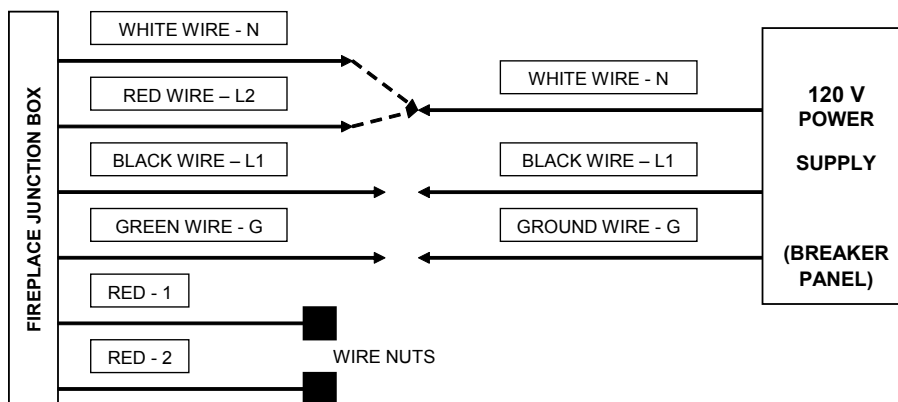 FIREPLACE JUNCTION BOX
WHITE WIRE - N
RED WIRE – L2
BLACK WIRE – L1
GREEN WIRE - G
RED - 1
RED - 2
WIRE NUTS
WHITE WIRE - N
BLACK WIRE – L1
GROUND WIRE - G
120 V
POWER
SUPPLY
(BREAKER
PANEL)